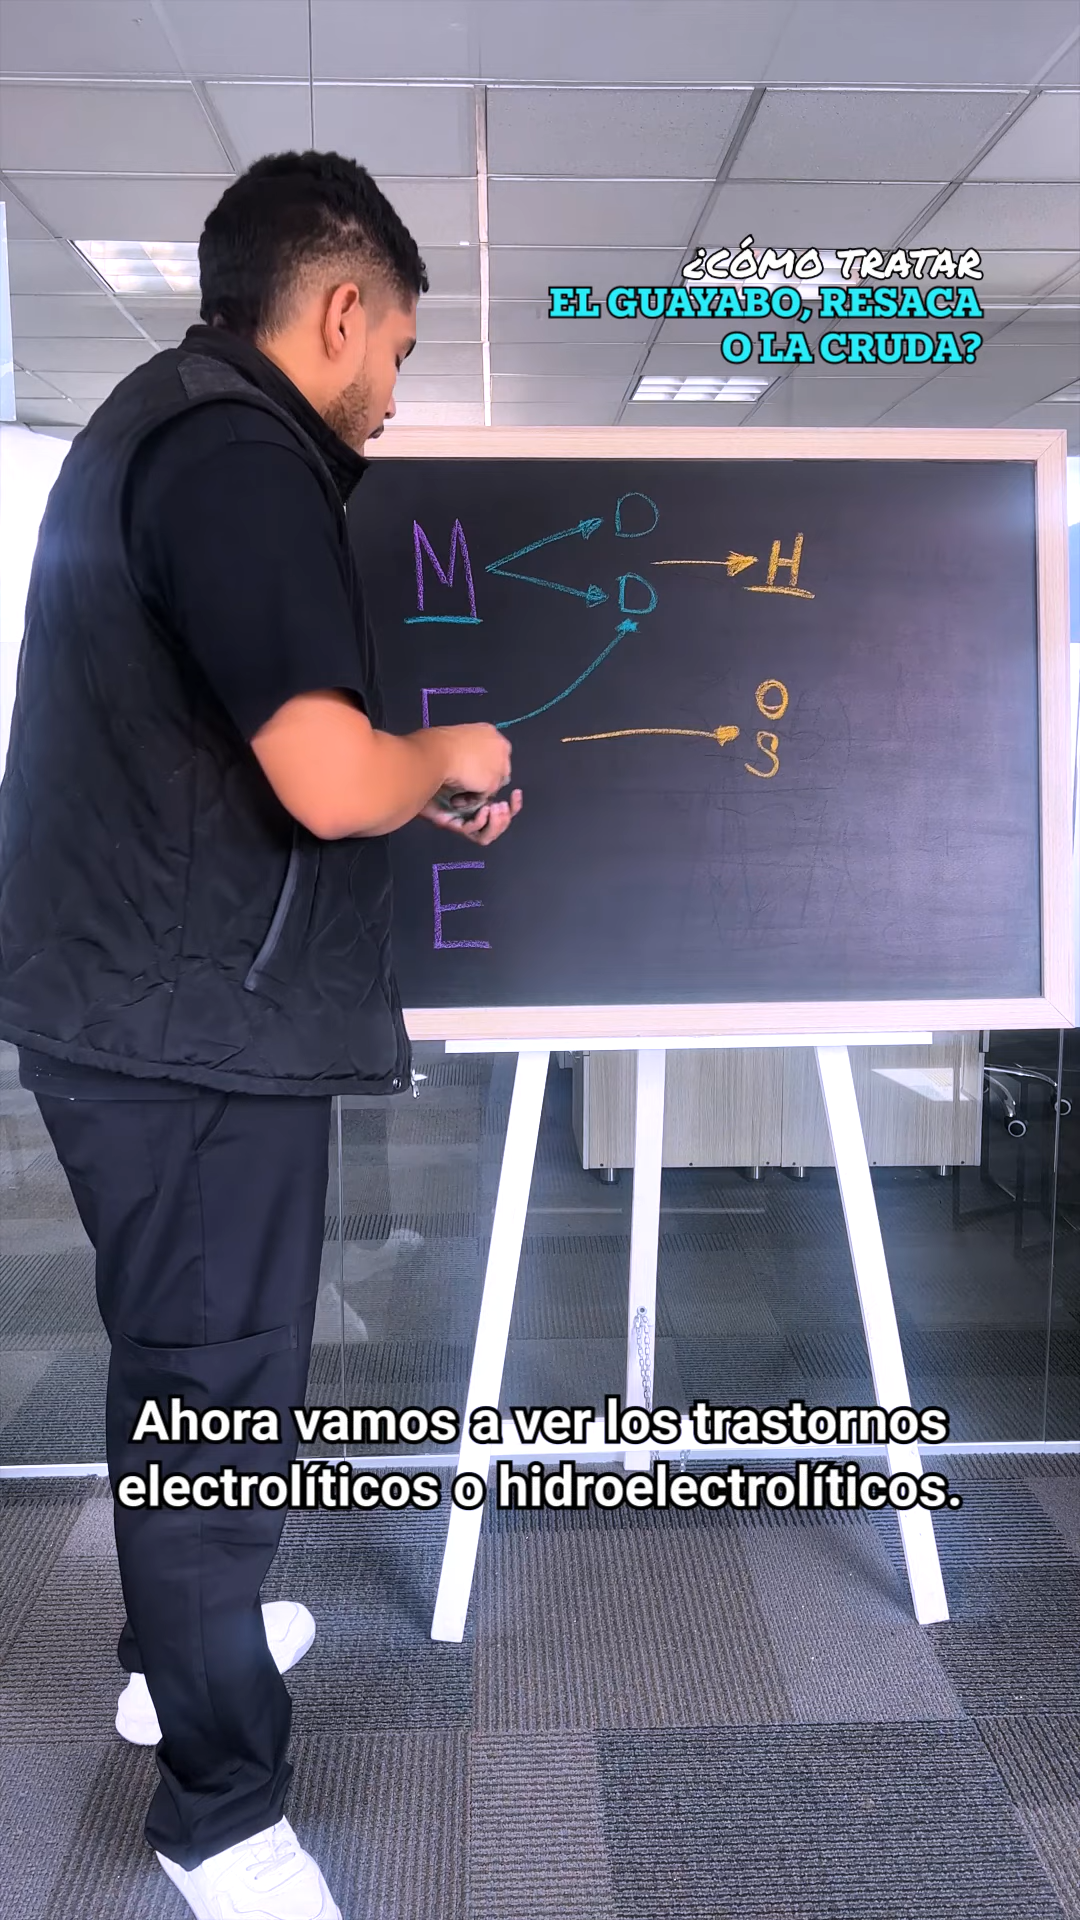 ¿CÓMO TRATAR
EL GUAYABO, RESACA
O LA CRUDA?
M
D
D
H
O
S
E
Ahora vamos a ver los trastornos
electrolíticos o hidroelectrolíticos.